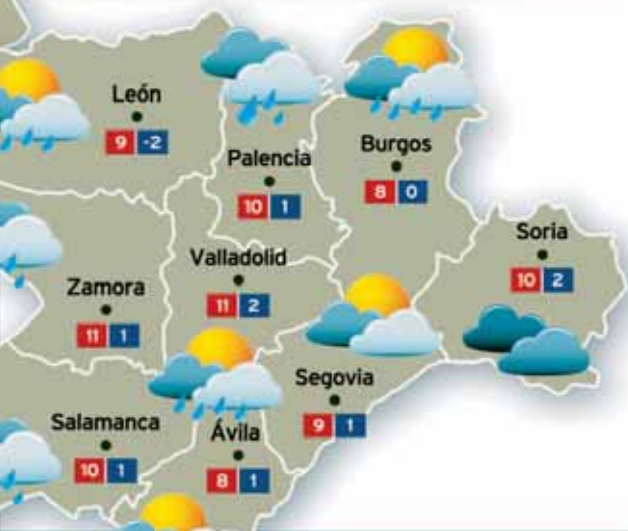 León
9 -2
Palencia
10 1
Burgos
8 0
Soria
10 2
Valladolid
11 2
Zamora
11 1
Segovia
9 1
Salamanca
10 1
Ávila
8 1